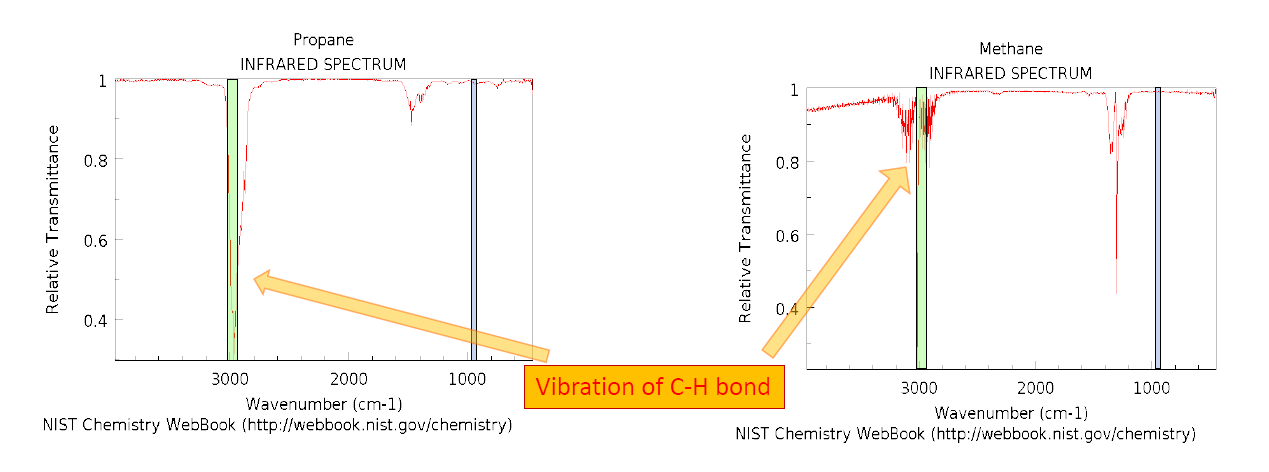 Propane
INFRARED SPECTRUM
1
0.8
0.6
0.4
Relative Transmittance
3000
2000
1000
Wavenumber (cm-1)
NIST Chemistry WebBook (http://webbook.nist.gov/chemistry)
Vibration of C-H bond
Methane
INFRARED SPECTRUM
1
0.8
0.6
0.4
Relative Transmittance
3000
2000
1000
Wavenumber (cm-1)
NIST Chemistry WebBook (http://webbook.nist.gov/chemistry)